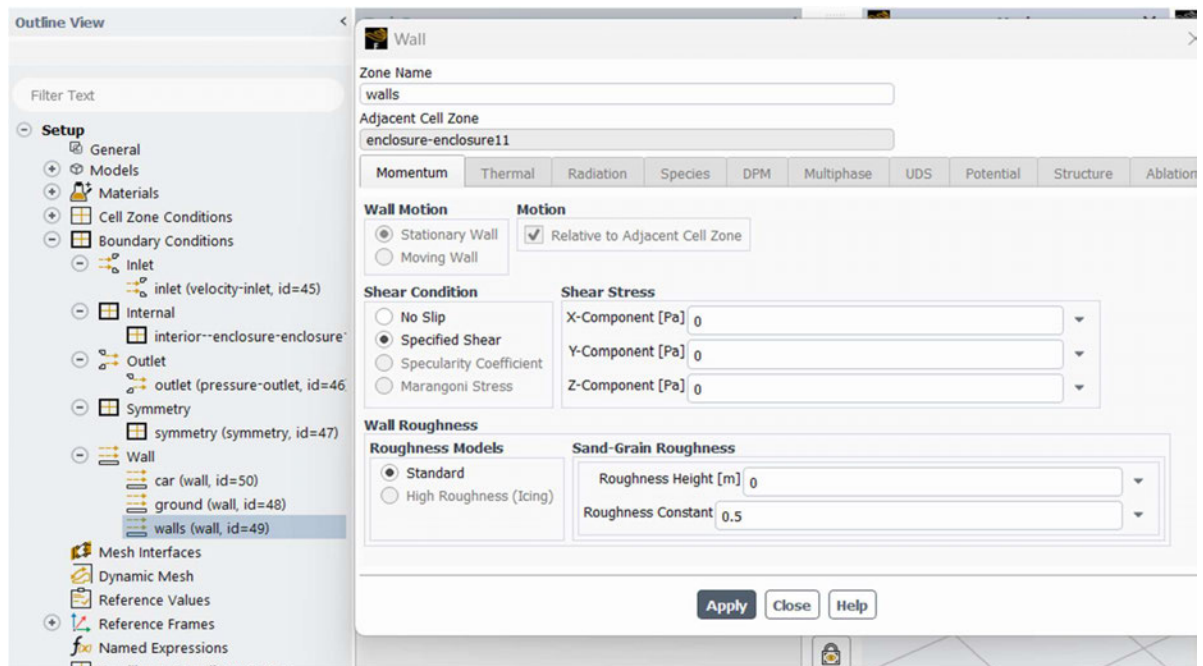 Outline View
Filter Text
Setup
General
Models
Materials
Cell Zone Conditions
Boundary Conditions
Inlet
inlet (velocity-inlet, id=45)
Internal
interior--enclosure-enclosure
Outlet
outlet (pressure-outlet, id=46
Symmetry
symmetry (symmetry, id=47)
Wall
car (wall, id=50)
ground (wall, id=48)
walls (wall, id=49)
Mesh Interfaces
Dynamic Mesh
Reference Values
Reference Frames
Named Expressions
Wall
Zone Name
walls
Adjacent Cell Zone
enclosure-enclosure11
Momentum Thermal Radiation Species DPM Multiphase UDS Potential Structure Ablation
Wall Motion Motion
Stationary Wall Relative to Adjacent Cell Zone
Moving Wall
Shear Condition Shear Stress
No Slip X-Component [Pa] 0
Specified Shear Y-Component [Pa] 0
Specularity Coefficient Z-Component [Pa] 0
Marangoni Stress
Wall Roughness
Roughness Models Sand-Grain Roughness
Standard Roughness Height [m] 0
High Roughness (Icing) Roughness Constant 0.5
Apply Close Help